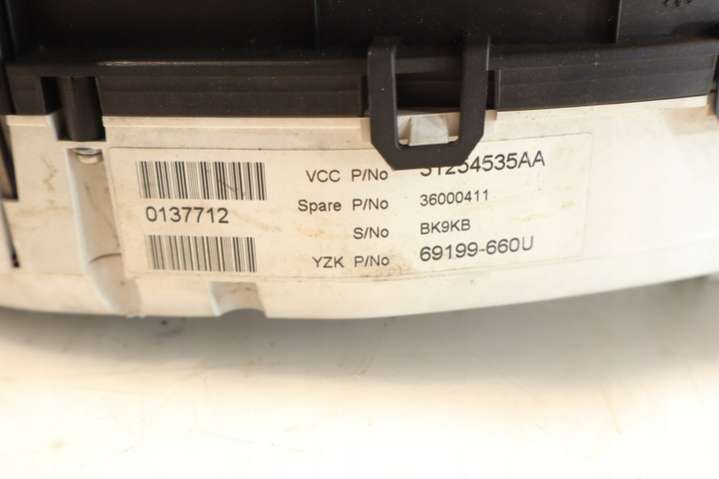 VCC P/No 31254535AA
Spare P/No 36000411
0137712
S/No BK9KB
YZK P/No 69199-660U